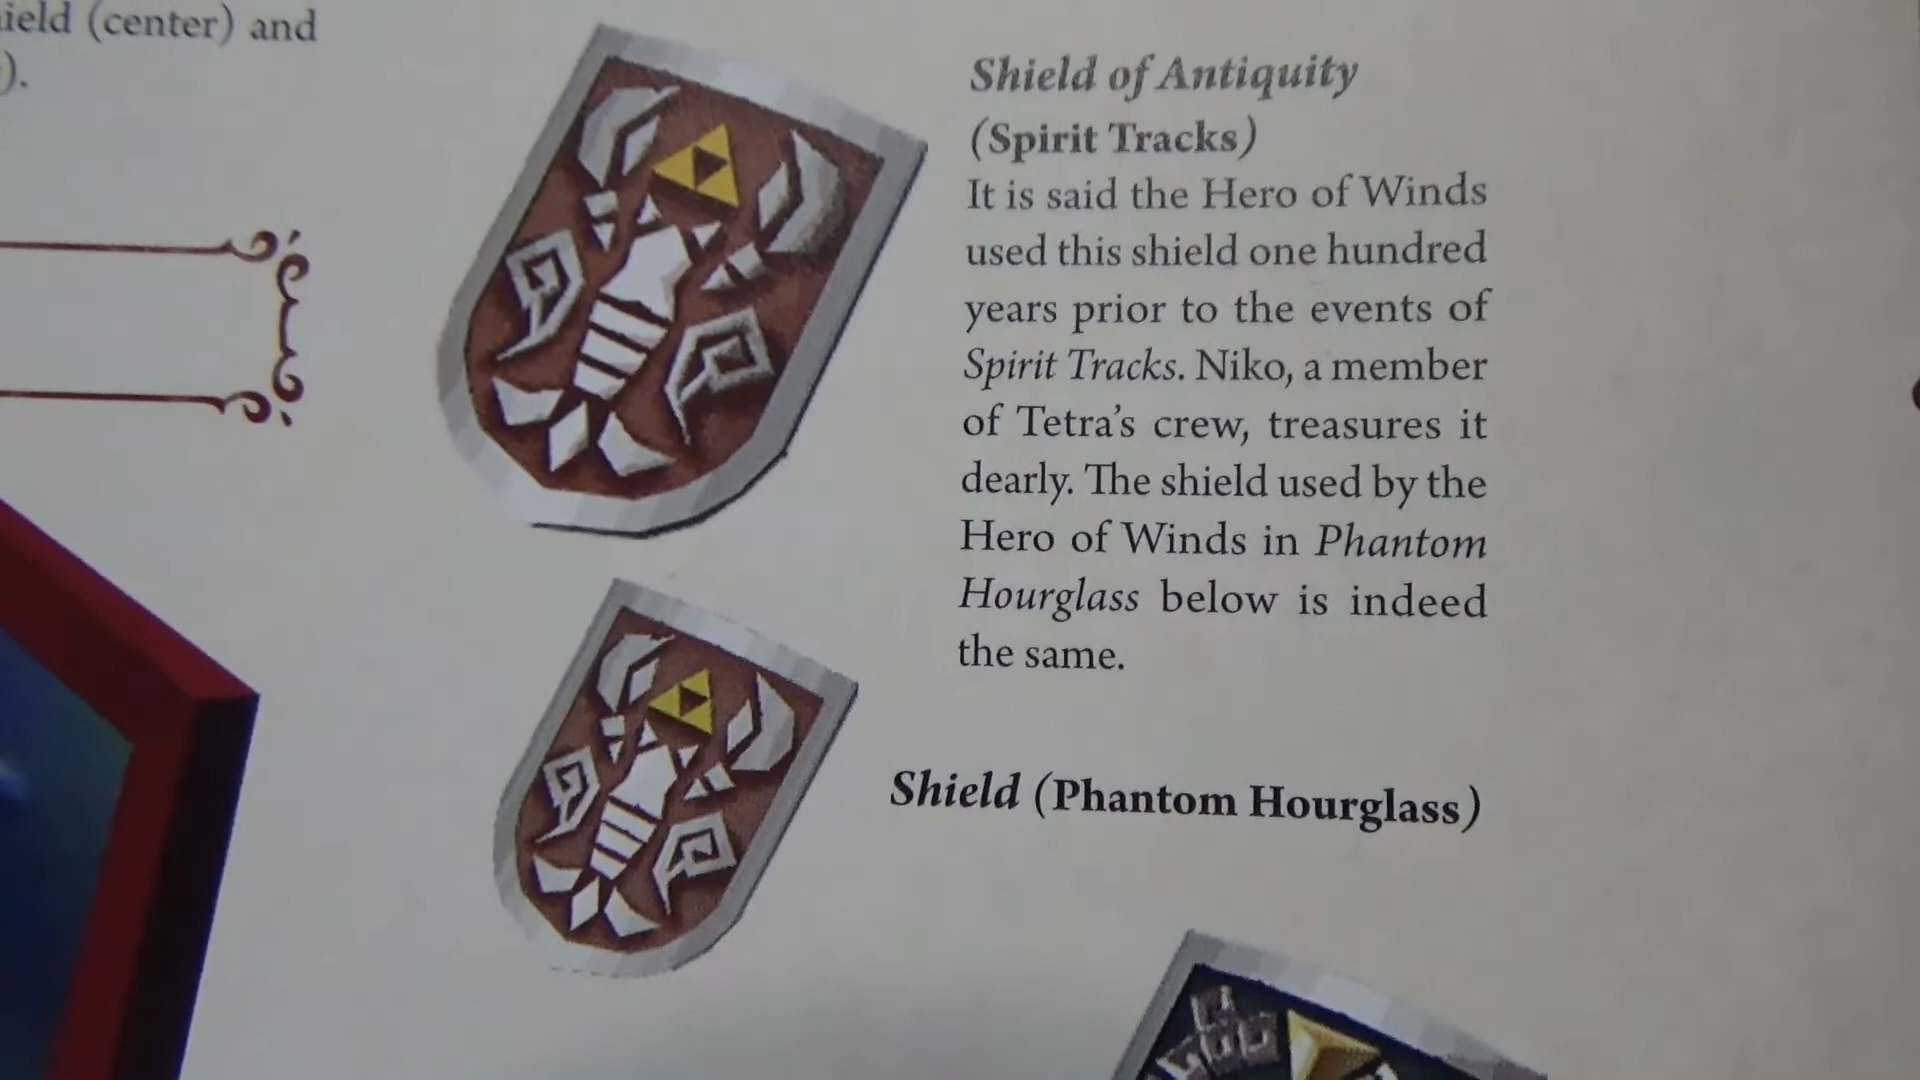 ield (center) and
).
Shield of Antiquity
(Spirit Tracks)
It is said the Hero of Winds
used this shield one hundred
years prior to the events of
Spirit Tracks. Niko, a member
of Tetra’s crew, treasures it
dearly. The shield used by the
Hero of Winds in Phantom
Hourglass below is indeed
the same.
Shield (Phantom Hourglass)